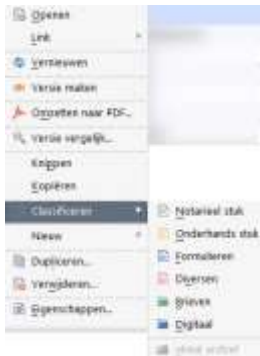 Openen
Link
Vernieuwen
Versie maken
Omzetten naar PDF...
Versie vergelijk...
Knippen
Kopiëren
Classificeren
Nieuw
Dupliceren...
Verwijderen...
Eigenschappen...
Notarieel stuk
Onderhands stuk
Formulieren
Diversen
Brieven
Digitaal